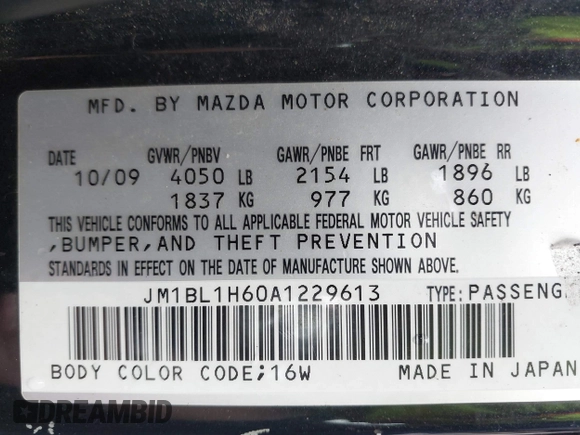 MFD. BY MAZDA MOTOR CORPORATION
DATE GVWR/PNBV GAWR/PNBE FRT GAWR/PNBE RR
10/09 4050 LB 2154 LB 1896 LB
1837 KG 977 KG 860 KG
THIS VEHICLE CONFORMS TO ALL APPLICABLE FEDERAL MOTOR VEHICLE SAFETY
,BUMPER,AND THEFT PREVENTION
STANDARDS IN EFFECT ON THE DATE OF MANUFACTURE SHOWN ABOVE.
JM1BL1H60A1229613 TYPE:PASSENG
BODY COLOR CODE;16W MADE IN JAPAN
DREAMBID